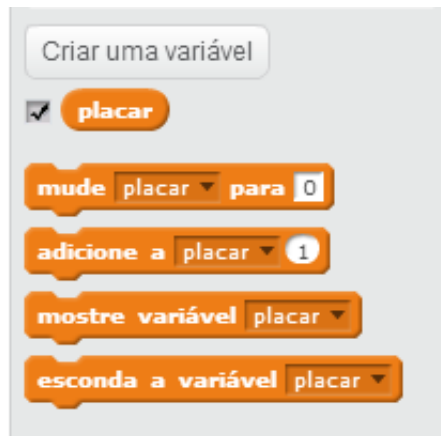 Criar uma variável
placar
mude placar para 0
adicione a placar 1
mostre variável placar
esconda a variável placar